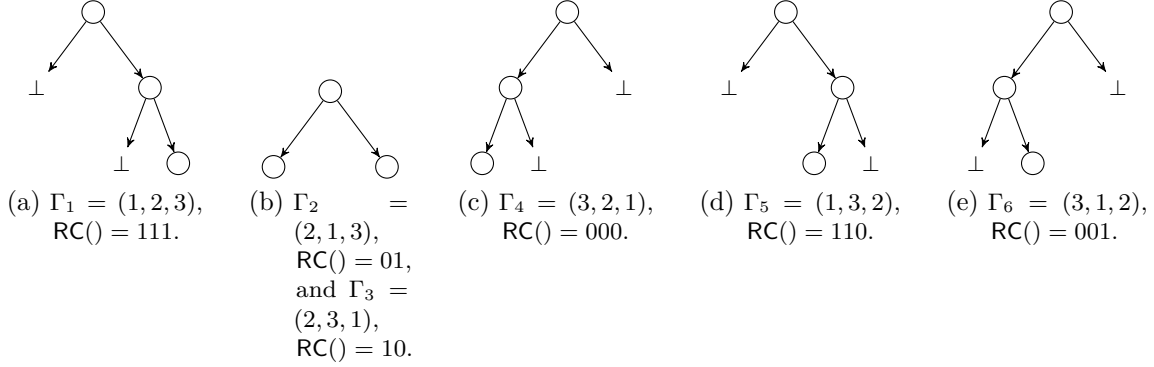 ⊥ ⊥ ⊥ ⊥
⊥ ⊥ ⊥ ⊥
(a) Γ₁ = (1, 2, 3),
RC() = 111.
(b) Γ₂ =
(2, 1, 3),
RC() = 01,
and Γ₃ =
(2, 3, 1),
RC() = 10.
(c) Γ₄ = (3, 2, 1),
RC() = 000.
(d) Γ₅ = (1, 3, 2),
RC() = 110.
(e) Γ₆ = (3, 1, 2),
RC() = 001.